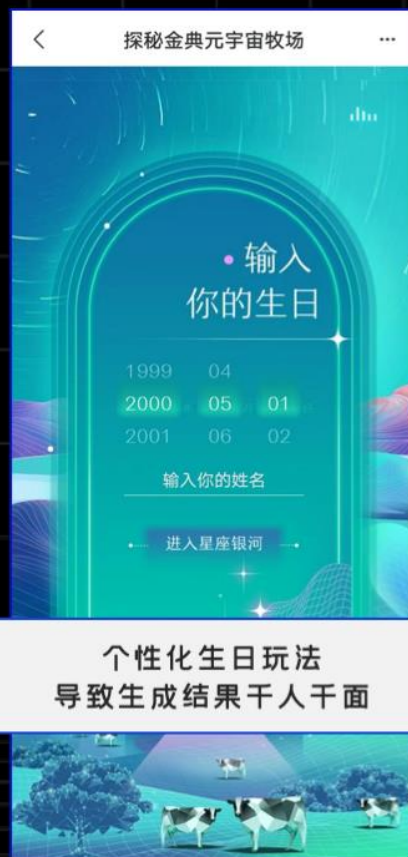 探秘金典元宇宙牧场
输入
你的生日
1999 04
2000 05 01
2001 06 02
输入你的姓名
进入星座银河
个性化生日玩法
导致生成结果千人千面